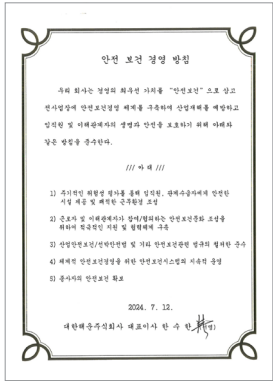 안전 보건 경영 방침
우리 회사는 경영의 최우선 가치를 "안전보건" 으로 삼고
전사업장에 안전보건경영 체계를 구축하여 산업재해를 예방하고
임직원 및 이해관계자의 생명과 안전을 보호하기 위해 아래와
같은 방침을 준수한다.
/// 아 래 ///
1) 주기적인 위험성 평가를 통해 임직원, 관계수급자에게 안전한
시설 제공 및 쾌적한 근무환경 조성
2) 근로자 및 이해관계자가 참여/협의하는 안전보건문화 조성을
위하여 적극적인 지원 및 협력체계 구축
3) 산업안전보건/선박안전법 및 기타 안전보건관련 법규의 철저한 준수
4) 체계적 안전보건경영을 위한 안전보건시스템의 지속적 운영
5) 종사자의 안전보건 확보
2024. 7. 12.
대한해운주식회사 대표이사 한 수 한